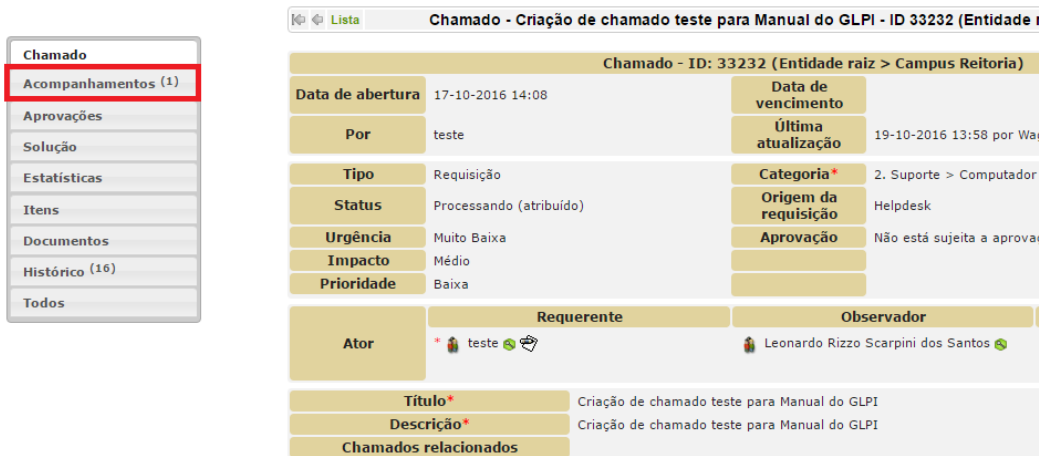 Lista Chamado - Criação de chamado teste para Manual do GLPI - ID 33232 (Entidade
Chamado
Acompanhamentos (1)
Aprovações
Solução
Estatísticas
Itens
Documentos
Histórico (16)
Todos
Chamado - ID: 33232 (Entidade raiz > Campus Reitoria)
Data de abertura 17-10-2016 14:08 Data de vencimento
Por teste Última atualização 19-10-2016 13:58 por
Tipo Requisição Categoria* 2. Suporte > Computador
Status Processando (atribuído) Origem da requisição Helpdesk
Urgência Muito Baixa Aprovação Não está sujeita a
Impacto Médio
Prioridade Baixa
Requerente Observador
Ator * teste Leonardo Rizzo Scarpini dos Santos
Título* Criação de chamado teste para Manual do GLPI
Descrição* Criação de chamado teste para Manual do GLPI
Chamados relacionados